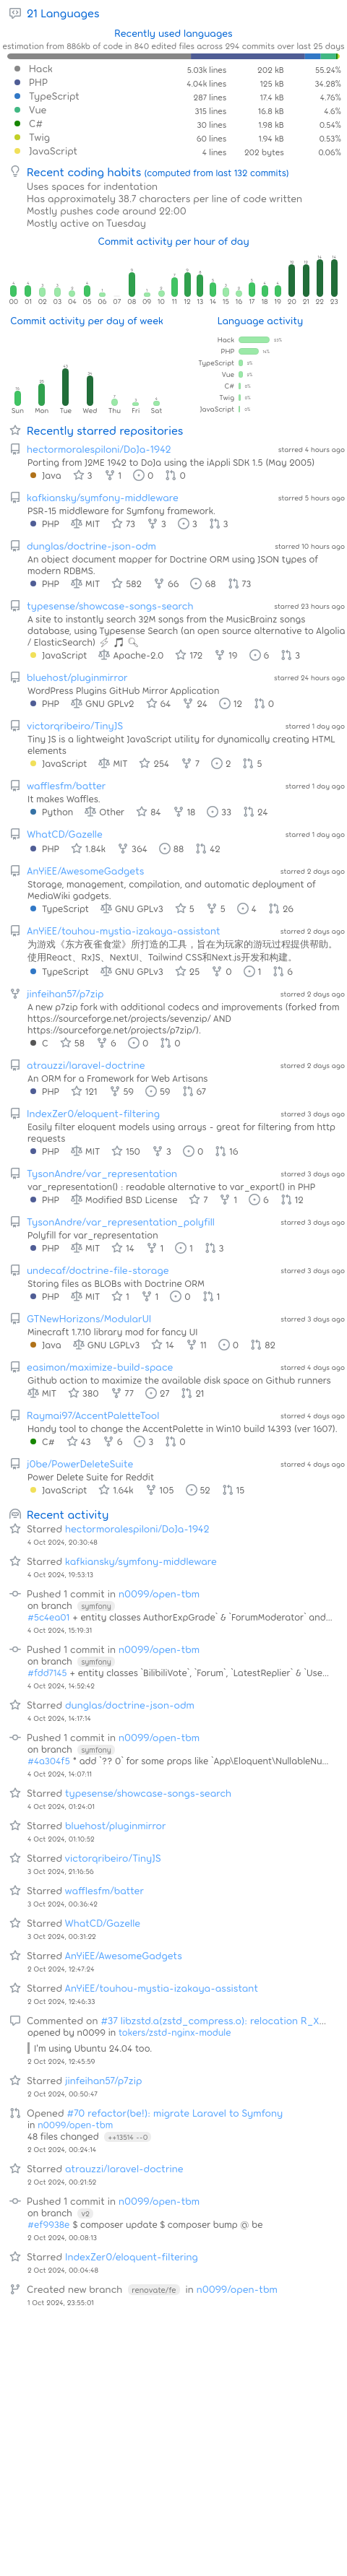 21 Languages
Recently used languages
estimation from 886kb of code in 840 edited files across 294 commits over last 25 days
Hack 5.03k lines 202 kB 55.24%
PHP 4.04k lines 125 kB 34.28%
TypeScript 287 lines 17.4 kB 4.76%
Vue 315 lines 16.8 kB 4.6%
C# 30 lines 1.98 kB 0.54%
Twig 60 lines 1.94 kB 0.53%
JavaScript 4 lines 202 bytes 0.06%
Recent coding habits (computed from last 132 commits)
Uses spaces for indentation
Has approximately 38.7 characters per line of code written
Mostly pushes code around 22:00
Mostly active on Tuesday
Commit activity per hour of day
00 01 02 03 04 05 06 07 08 09 10 11 12 13 14 15 16 17 18 19 20 21 22 23
Commit activity per day of week
Sun Mon Tue Wed Thu Fri Sat
Language activity
Hack
PHP
TypeScript
Vue
C#
Twig
JavaScript
Recently starred repositories
hectormoralespiloni/DoJa-1942 starred 4 hours ago
Porting from J2ME 1942 to DoJa using the iAppli SDK 1.5 (May 2005)
Java 3 1 0 0
kafkiansky/symfony-middleware starred 5 hours ago
PSR-15 middleware for Symfony framework.
PHP MIT 73 3 3 3
dunglas/doctrine-json-odm starred 10 hours ago
An object document mapper for Doctrine ORM using JSON types of
modern RDBMS.
PHP MIT 582 66 68 73
typesense/showcase-songs-search starred 23 hours ago
A site to instantly search 32M songs from the MusicBrainz songs
database, using Typesense Search (an open source alternative to Algolia
/ ElasticSearch) ⚡ 🎵 🔍
JavaScript Apache-2.0 172 19 6 3
bluehost/pluginmirror starred 24 hours ago
WordPress Plugins GitHub Mirror Application
PHP GNU GPLv2 64 24 12 0
victorqribeiro/TinyJS starred 1 day ago
Tiny JS is a lightweight JavaScript utility for dynamically creating HTML
elements
JavaScript MIT 254 7 2 5
wafflesfm/batter starred 1 day ago
It makes Waffles.
Python Other 84 18 33 24
WhatCD/Gazelle starred 1 day ago
PHP 1.84k 364 88 42
AnYiEE/AwesomeGadgets starred 2 days ago
Storage, management, compilation, and automatic deployment of
MediaWiki gadgets.
TypeScript GNU GPLv3 5 5 4 26
AnYiEE/touhou-mystia-izakaya-assistant starred 2 days ago
为游戏《东方夜雀食堂》所打造的工具，旨在为玩家的游玩过程提供帮助。
使用React、RxJS、NextUI、Tailwind CSS和Next.js开发和构建。
TypeScript GNU GPLv3 25 0 1 6
jinfeihan57/p7zip starred 2 days ago
A new p7zip fork with additional codecs and improvements (forked from
https://sourceforge.net/projects/sevenzip/ AND
https://sourceforge.net/projects/p7zip/).
C 58 6 0 0
atrauzzi/laravel-doctrine starred 2 days ago
An ORM for a Framework for Web Artisans
PHP 121 59 59 67
IndexZer0/eloquent-filtering starred 3 days ago
Easily filter eloquent models using arrays - great for filtering from http
requests
PHP MIT 150 3 0 16
TysonAndre/var_representation starred 3 days ago
var_representation() : readable alternative to var_export() in PHP
PHP Modified BSD License 7 1 6 12
TysonAndre/var_representation_polyfill starred 3 days ago
Polyfill for var_representation
PHP MIT 14 1 1 3
undecaf/doctrine-file-storage starred 3 days ago
Storing files as BLOBs with Doctrine ORM
PHP MIT 1 1 0 1
GTNewHorizons/ModularUI starred 3 days ago
Minecraft 1.7.10 library mod for fancy UI
Java GNU LGPLv3 14 11 0 82
easimon/maximize-build-space starred 4 days ago
Github action to maximize the available disk space on Github runners
MIT 380 77 27 21
Raymai97/AccentPaletteTool starred 4 days ago
Handy tool to change the AccentPalette in Win10 build 14393 (ver 1607).
C# 43 6 3 0
j0be/PowerDeleteSuite starred 4 days ago
Power Delete Suite for Reddit
JavaScript 1.64k 105 52 15
Recent activity
Starred hectormoralespiloni/DoJa-1942
4 Oct 2024, 20:30:48
Starred kafkiansky/symfony-middleware
4 Oct 2024, 19:53:13
Pushed 1 commit in n0099/open-tbm
on branch symfony
#5c4ea01 + entity classes AuthorExpGrade` & `ForumModerator` and...
4 Oct 2024, 15:19:31
Pushed 1 commit in n0099/open-tbm
on branch symfony
#fdd7145 + entity classes `BilibiliVote`, `Forum`, `LatestReplier` & `Use...
4 Oct 2024, 14:52:42
Starred dunglas/doctrine-json-odm
4 Oct 2024, 14:17:14
Pushed 1 commit in n0099/open-tbm
on branch symfony
#4a304f5 * add `?? 0` for some props like `App\Eloquent\NullableNu...
4 Oct 2024, 14:07:11
Starred typesense/showcase-songs-search
4 Oct 2024, 01:24:01
Starred bluehost/pluginmirror
4 Oct 2024, 01:10:52
Starred victorqribeiro/TinyJS
3 Oct 2024, 21:16:56
Starred wafflesfm/batter
3 Oct 2024, 00:36:42
Starred WhatCD/Gazelle
3 Oct 2024, 00:31:22
Starred AnYiEE/AwesomeGadgets
2 Oct 2024, 12:47:24
Starred AnYiEE/touhou-mystia-izakaya-assistant
2 Oct 2024, 12:46:33
Commented on #37 libzstd.a(zstd_compress.o): relocation R_X...
opened by n0099 in tokers/zstd-nginx-module
I'm using Ubuntu 24.04 too.
2 Oct 2024, 12:45:59
Starred jinfeihan57/p7zip
2 Oct 2024, 00:50:47
Opened #70 refactor(be!): migrate Laravel to Symfony
in n0099/open-tbm
48 files changed ++13514 --0
2 Oct 2024, 00:24:14
Starred atrauzzi/laravel-doctrine
2 Oct 2024, 00:21:52
Pushed 1 commit in n0099/open-tbm
on branch v2
#ef9938e $ composer update $ composer bump @ be
2 Oct 2024, 00:08:13
Starred IndexZer0/eloquent-filtering
2 Oct 2024, 00:04:48
Created new branch renovate/fe in n0099/open-tbm
1 Oct 2024, 23:55:01